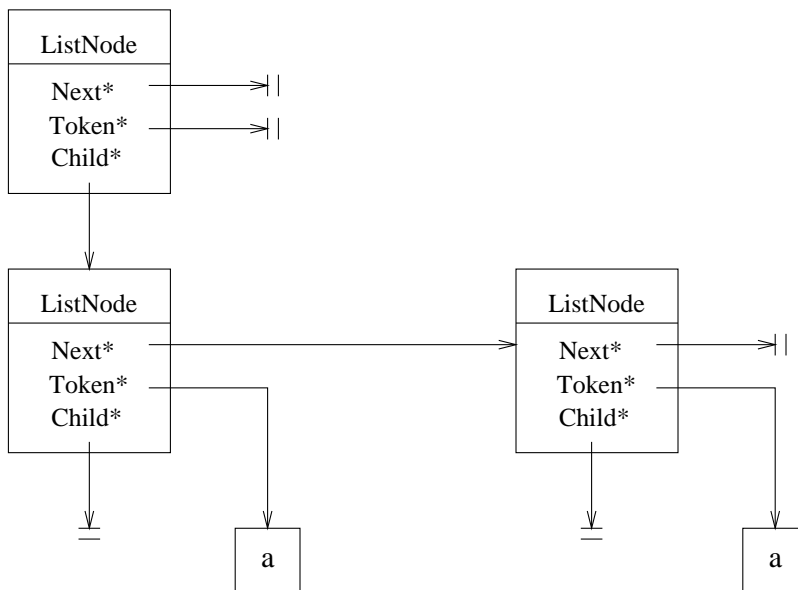 ListNode
Next*
Token*
Child*
ListNode
Next*
Token*
Child*
ListNode
Next*
Token*
Child*
a
a